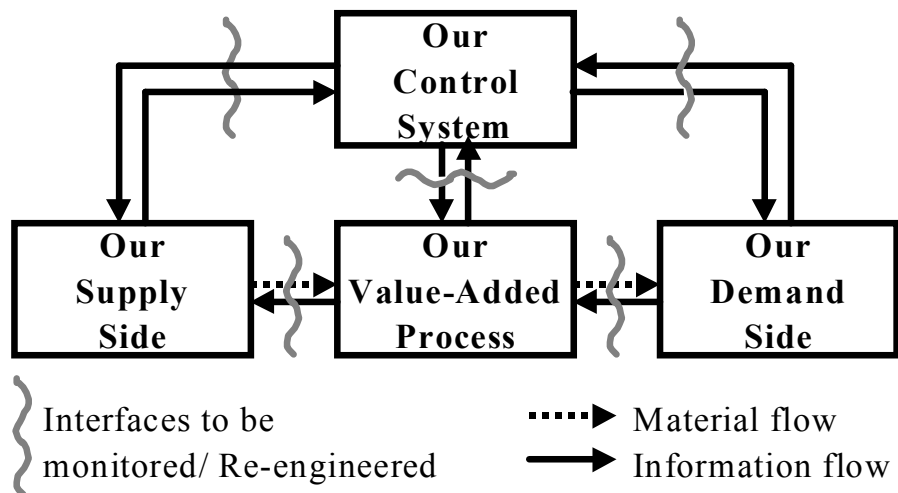 Our
Control
System
Our
Supply
Side
Our
Value-Added
Process
Our
Demand
Side
Interfaces to be
monitored/ Re-engineered
Material flow
Information flow